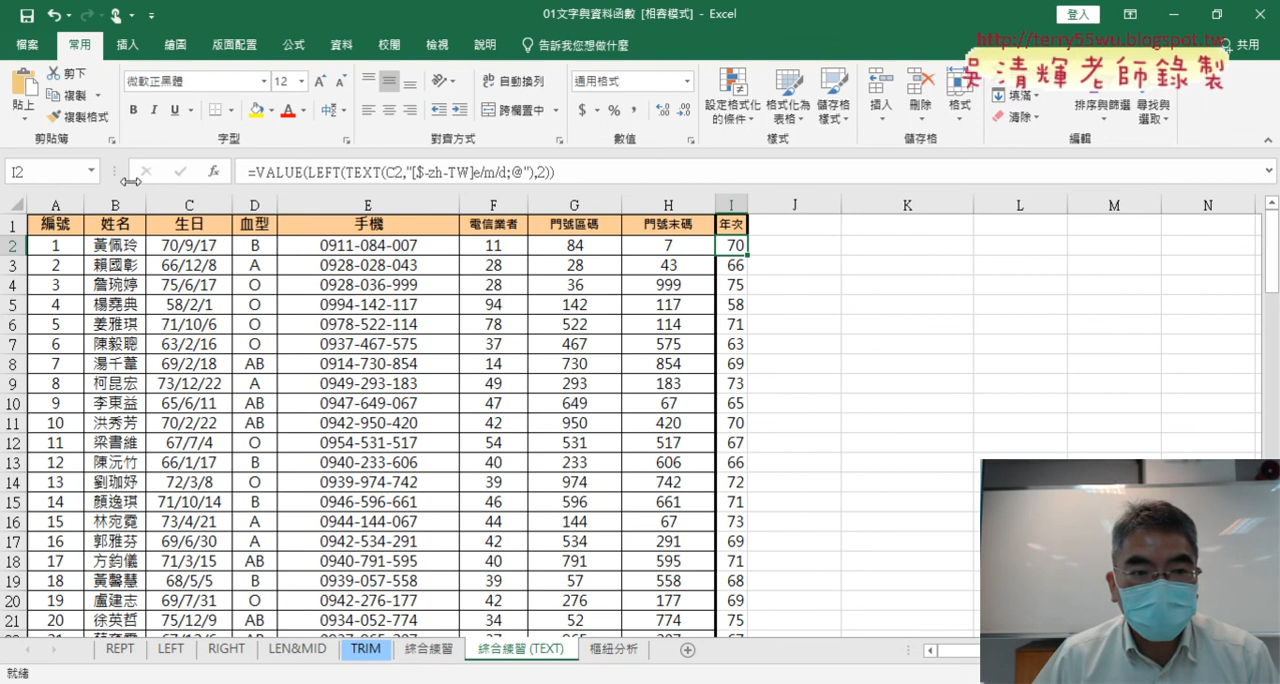 01文字與資料函數 [相容模式] - Excel
登入
檔案 常用 插入 繪圖 版面配置 公式 資料 校閱 檢視 說明 告訴我您想做什麼 共用
http://terry55wu.blogspot.tw
吳清輝老師錄製
貼上 剪下 複製 複製格式
微軟正黑體 12
B I U
自動換列
跨欄置中
通用格式
$ % ,
設定格式化的條件 格式化為表格 儲存格樣式
插入 刪除 格式
填滿 清除
排序與篩選 尋找與選取
剪貼簿 字型 對齊方式 數值 樣式 儲存格 編輯
I2 fx =VALUE(LEFT(TEXT(C2,"[$-zh-TW]e/m/d;@"),2))
A B C D E F G H I J K L M N
1 編號 姓名 生日 血型 手機 電信業者 門號區碼 門號末碼 年次
2 1 黃佩玲 70/9/17 B 0911-084-007 11 84 7 70
3 2 賴國彰 66/12/8 A 0928-028-043 28 28 43 66
4 3 詹琬婷 75/6/17 O 0928-036-999 28 36 999 75
5 4 楊堯典 58/2/1 O 0994-142-117 94 142 117 58
6 5 姜雅琪 71/10/6 O 0978-522-114 78 522 114 71
7 6 陳毅聰 63/2/16 O 0937-467-575 37 467 575 63
8 7 湯千葦 69/2/18 AB 0914-730-854 14 730 854 69
9 8 柯昆宏 73/12/22 A 0949-293-183 49 293 183 73
10 9 李東益 65/6/11 AB 0947-649-067 47 649 67 65
11 10 洪秀芳 70/2/22 AB 0942-950-420 42 950 420 70
12 11 梁書維 67/7/4 O 0954-531-517 54 531 517 67
13 12 陳沅竹 66/1/17 B 0940-233-606 40 233 606 66
14 13 劉珈妤 72/3/8 O 0939-974-742 39 974 742 72
15 14 顏逸琪 71/10/14 B 0946-596-661 46 596 661 71
16 15 林宛霓 73/4/21 A 0944-144-067 44 144 67 73
17 16 郭雅芬 69/6/30 A 0942-534-291 42 534 291 69
18 17 方鈞儀 71/3/15 AB 0940-791-595 40 791 595 71
19 18 黃馨慧 68/5/5 B 0939-057-558 39 57 558 68
20 19 盧建志 69/7/31 O 0942-276-177 42 276 177 69
21 20 徐英哲 75/12/9 AB 0934-052-774 34 52 774 75
REPT LEFT RIGHT LEN&MID TRIM 綜合練習 綜合練習 (TEXT) 樞紐分析
就緒